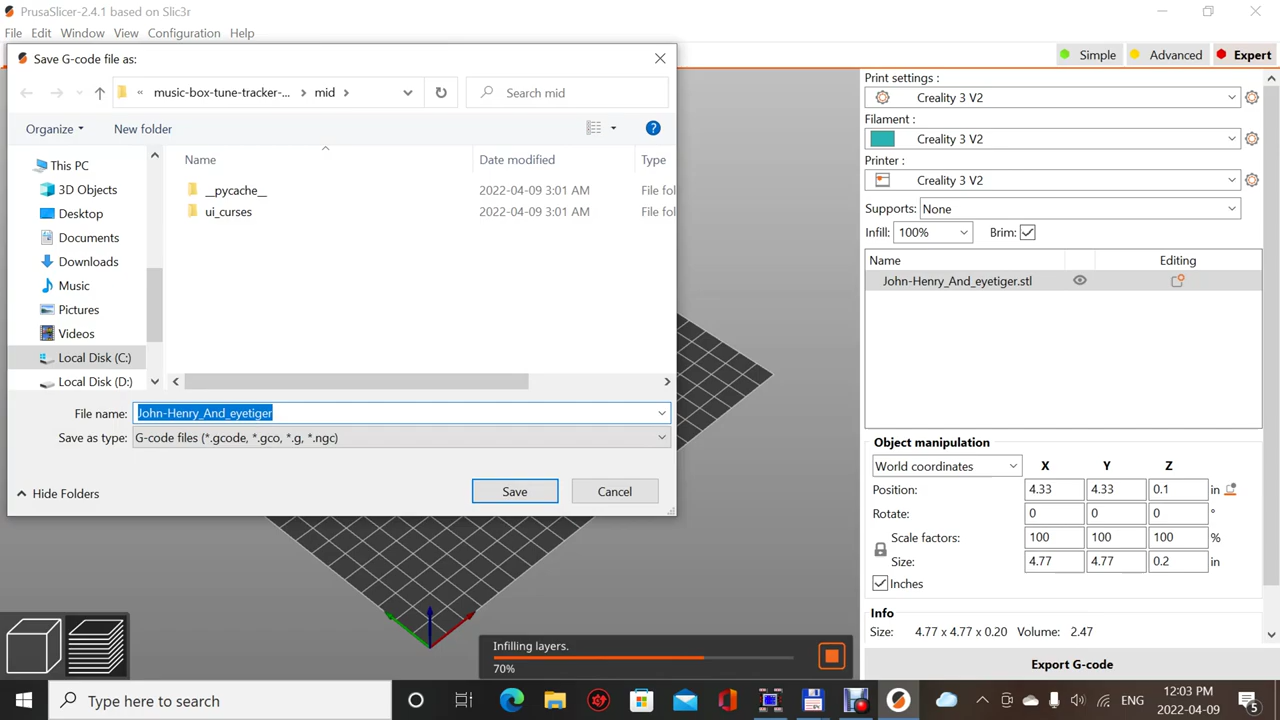 PrusaSlicer-2.4.1 based on Slic3r
File Edit Window View Configuration Help
Save G-code file as:
Simple Advanced Expert
« music-box-tune-tracker-... > mid >
Search mid
Organize New folder
This PC
3D Objects
Desktop
Documents
Downloads
Music
Pictures
Videos
Local Disk (C:)
Local Disk (D:)
Name Date modified Type
__pycache__ 2022-04-09 3:01 AM File fol
ui_curses 2022-04-09 3:01 AM File fol
File name: John-Henry_And_eyetiger
Save as type: G-code files (*.gcode, *.gco, *.g, *.ngc)
Hide Folders
Save Cancel
Print settings :
Creality 3 V2
Filament :
Creality 3 V2
Printer :
Creality 3 V2
Supports: None
Infill: 100% Brim:
Name Editing
John-Henry_And_eyetiger.stl
Object manipulation
World coordinates X Y Z
Position: 4.33 4.33 0.1 in
Rotate: 0 0 0 °
Scale factors: 100 100 100 %
Size: 4.77 4.77 0.2 in
Inches
Info
Size: 4.77 x 4.77 x 0.20 Volume: 2.47
Export G-code
Infilling layers.
70%
Type here to search
ENG
12:03 PM
2022-04-09
5